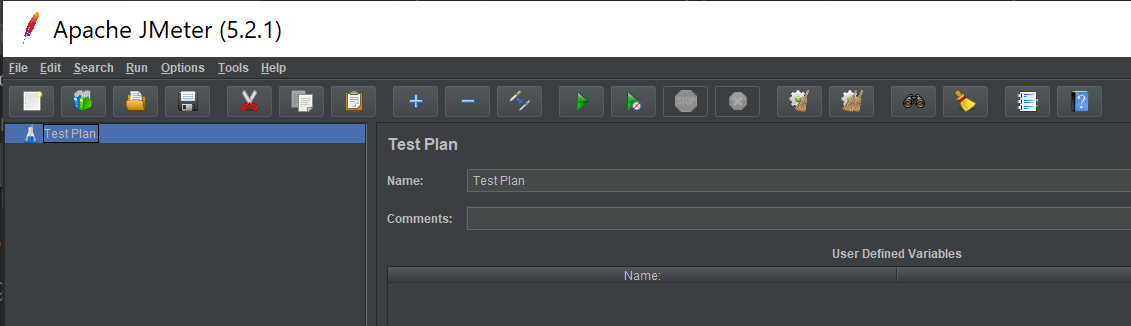 Apache JMeter (5.2.1)
File Edit Search Run Options Tools Help
STOP
Test Plan
Test Plan
Name: Test Plan
Comments:
User Defined Variables
Name: